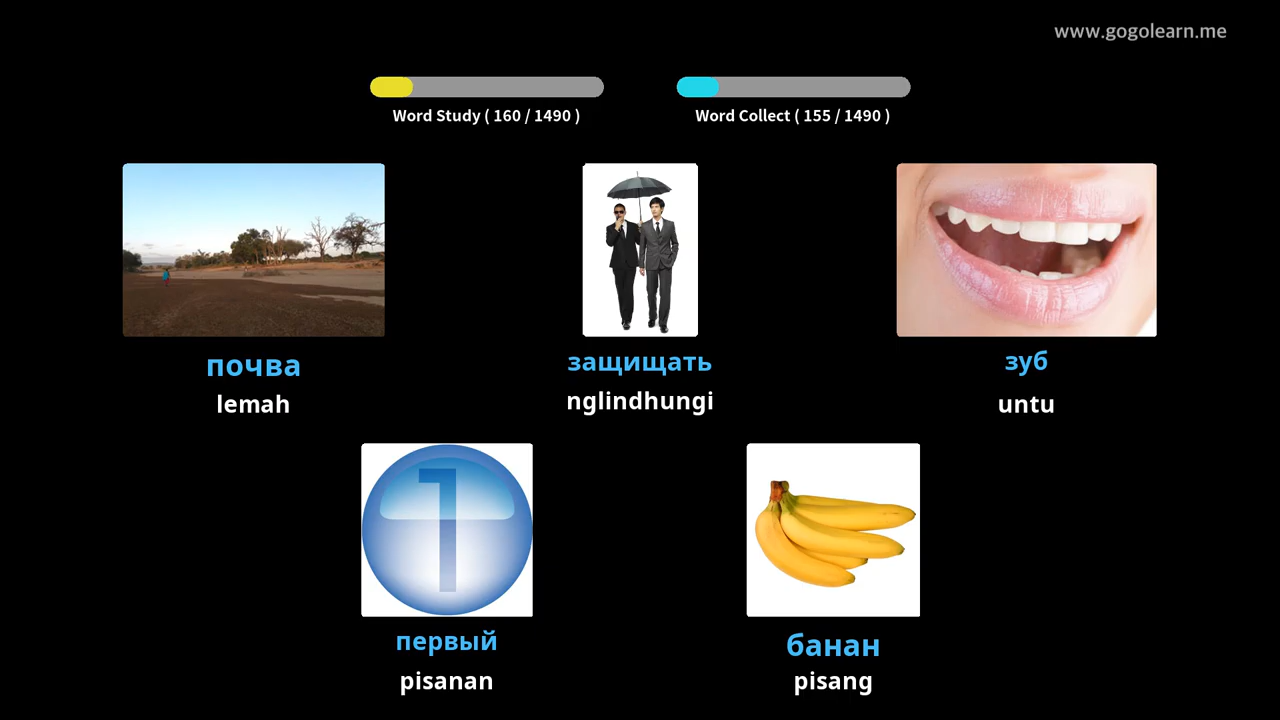 www.gogolearn.me
Word Study ( 160 / 1490 )
Word Collect ( 155 / 1490 )
почва
lemah
защищать
nglindhungi
зуб
untu
1
первый
pisanan
банан
pisang